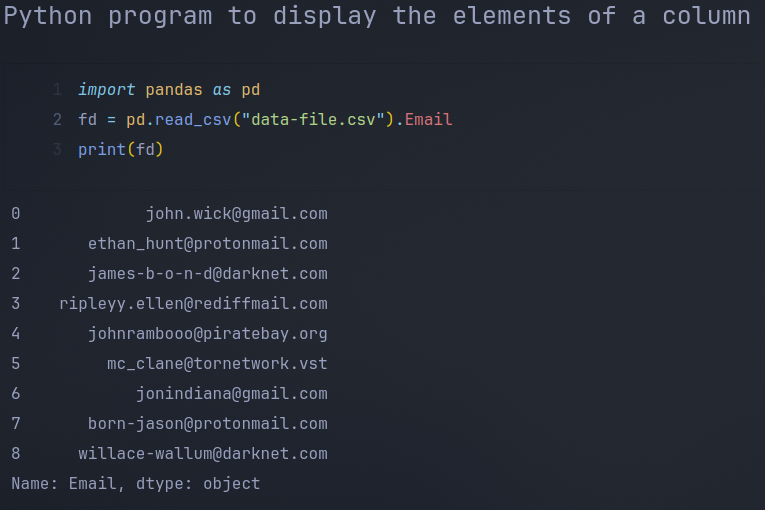 Python program to display the elements of a column
1 import pandas as pd
2 fd = pd.read_csv("data-file.csv").Email
3 print(fd)
0 john.wick@gmail.com
1 ethan_hunt@protonmail.com
2 james-b-o-n-d@darknet.com
3 ripleyy.ellen@rediffmail.com
4 johnrambooo@piratebay.org
5 mc_clane@tornetwork.vst
6 jonindiana@gmail.com
7 born-jason@protonmail.com
8 willace-wallum@darknet.com
Name: Email, dtype: object